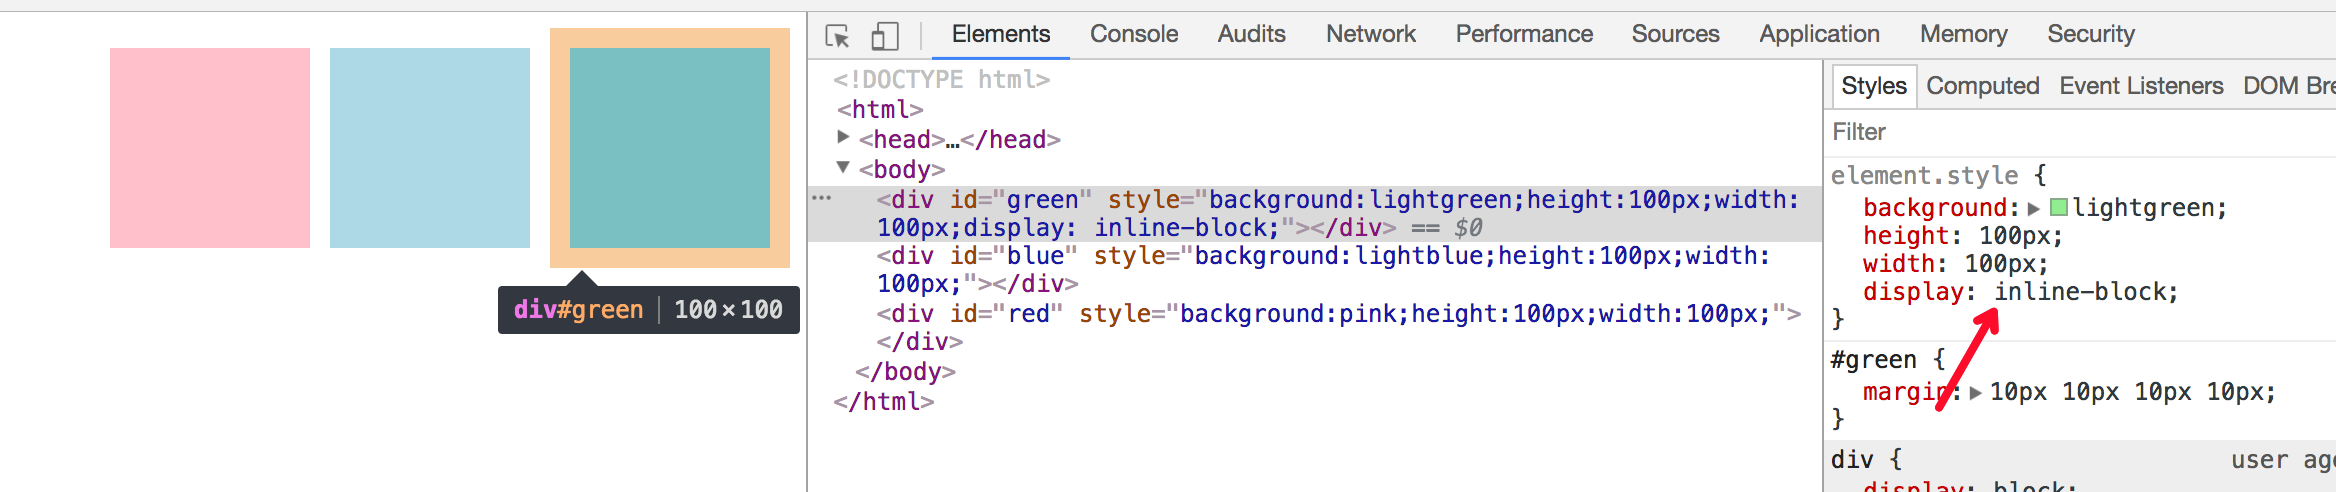 Elements Console Audits Network Performance Sources Application Memory Security
<!DOCTYPE html>
<html>
<head>…</head>
<body>
<div id="green" style="background:lightgreen;height:100px;width:
100px;display: inline-block;"></div> == $0
<div id="blue" style="background:lightblue;height:100px;width:
100px;"></div>
<div id="red" style="background:pink;height:100px;width:100px;">
</div>
</body>
</html>
div#green 100×100
Styles Computed Event Listeners DOM Bre
Filter
element.style {
background: lightgreen;
height: 100px;
width: 100px;
display: inline-block;
}
#green {
margin: 10px 10px 10px 10px;
}
div { user age
display: block;